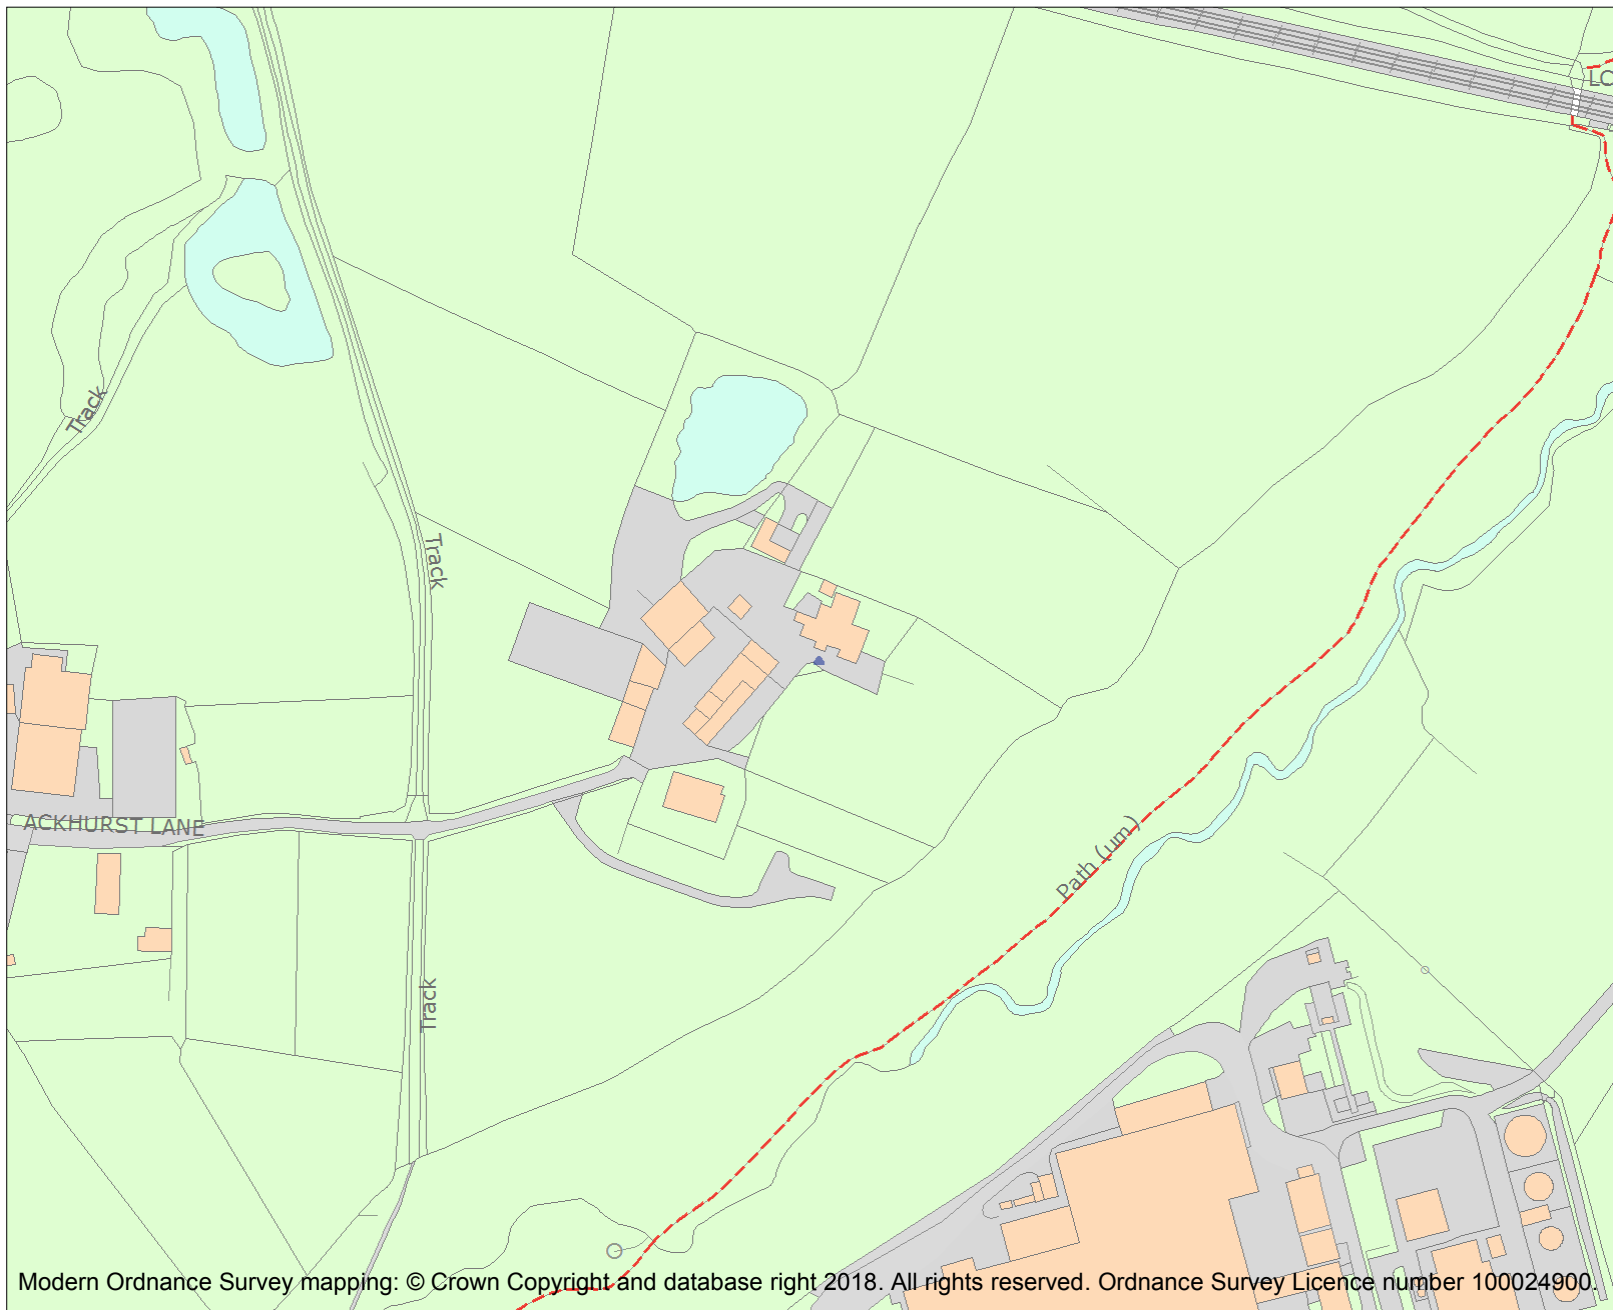 LC
Track
Track
ACKHURST LANE
Path (um)
Track
Modern Ordnance Survey mapping: © Crown Copyright and database right 2018. All rights reserved. Ordnance Survey Licence number 100024900.